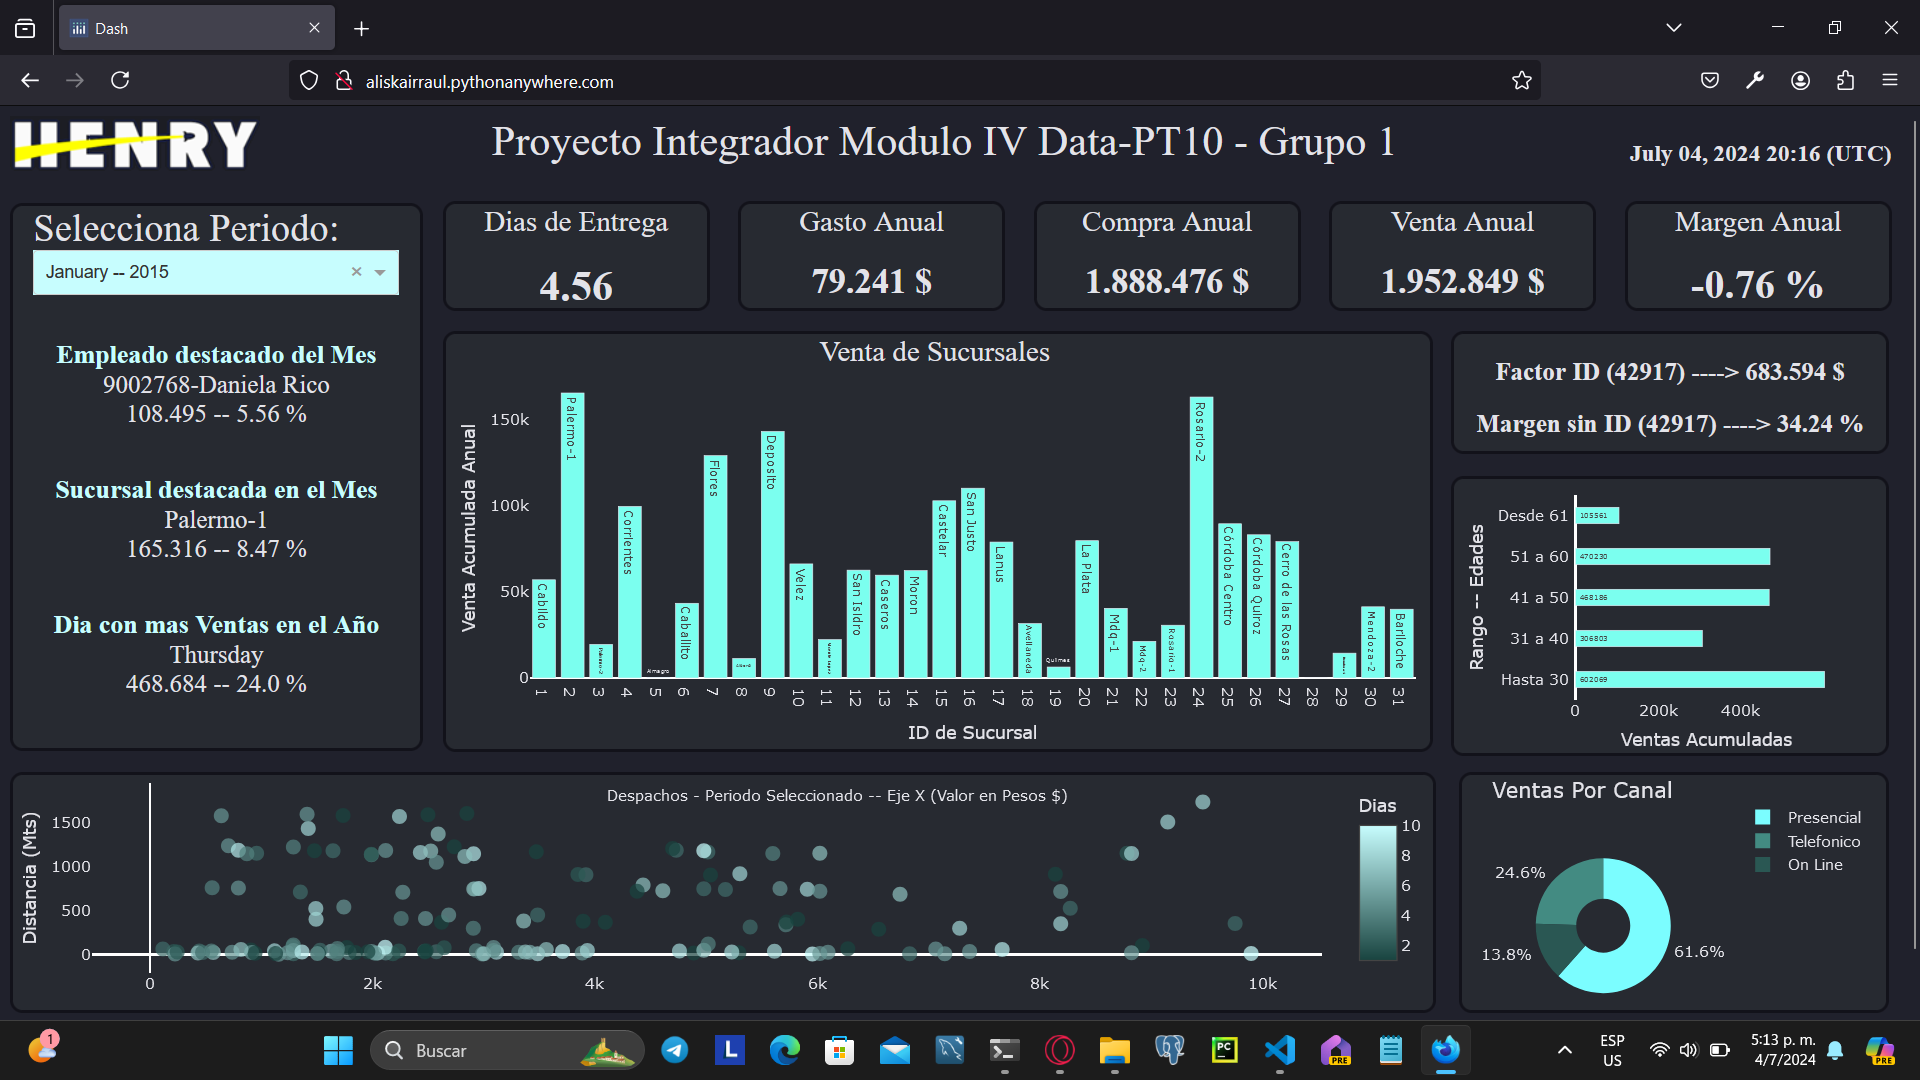 Dash
aliskairraul.pythonanywhere.com
HENRY
Proyecto Integrador Modulo IV Data-PT10 - Grupo 1
July 04, 2024 20:16 (UTC)
Selecciona Periodo:
January -- 2015
Empleado destacado del Mes
9002768-Daniela Rico
108.495 -- 5.56 %
Sucursal destacada en el Mes
Palermo-1
165.316 -- 8.47 %
Dia con mas Ventas en el Año
Thursday
468.684 -- 24.0 %
Dias de Entrega
4.56
Gasto Anual
79.241 $
Compra Anual
1.888.476 $
Venta Anual
1.952.849 $
Margen Anual
-0.76 %
Venta de Sucursales
Venta Acumulada Anual
150k
100k
50k
0
Cabildo
Palermo-1
Palermo-2
Corrientes
Almagro
Caballito
Flores
Deposito
Velez
San Isidro
Caseros
Moron
Castelar
San Justo
Lanus
Avellaneda
Quilmes
La Plata
Mdq-1
Mdq-2
Rosario-1
Rosario-2
Córdoba Centro
Córdoba Quiroz
Cerro de las Rosas
Mendoza-2
Bariloche
1 2 3 4 5 6 7 8 9 10 11 12 13 14 15 16 17 18 19 20 21 22 23 24 25 26 27 28 29 30 31
ID de Sucursal
Factor ID (42917) ----> 683.594 $
Margen sin ID (42917) ----> 34.24 %
Rango -- Edades
Desde 61 105561
51 a 60 470230
41 a 50 468186
31 a 40 306803
Hasta 30 602069
0 200k 400k
Ventas Acumuladas
Despachos - Periodo Seleccionado -- Eje X (Valor en Pesos $)
Distancia (Mts)
1500
1000
500
0
0 2k 4k 6k 8k 10k
Dias
10
8
6
4
2
Ventas Por Canal
Presencial
Telefonico
On Line
24.6%
13.8%
61.6%
1
Buscar
L
PC
PRE
ESP
US
5:13 p. m.
4/7/2024
PRE